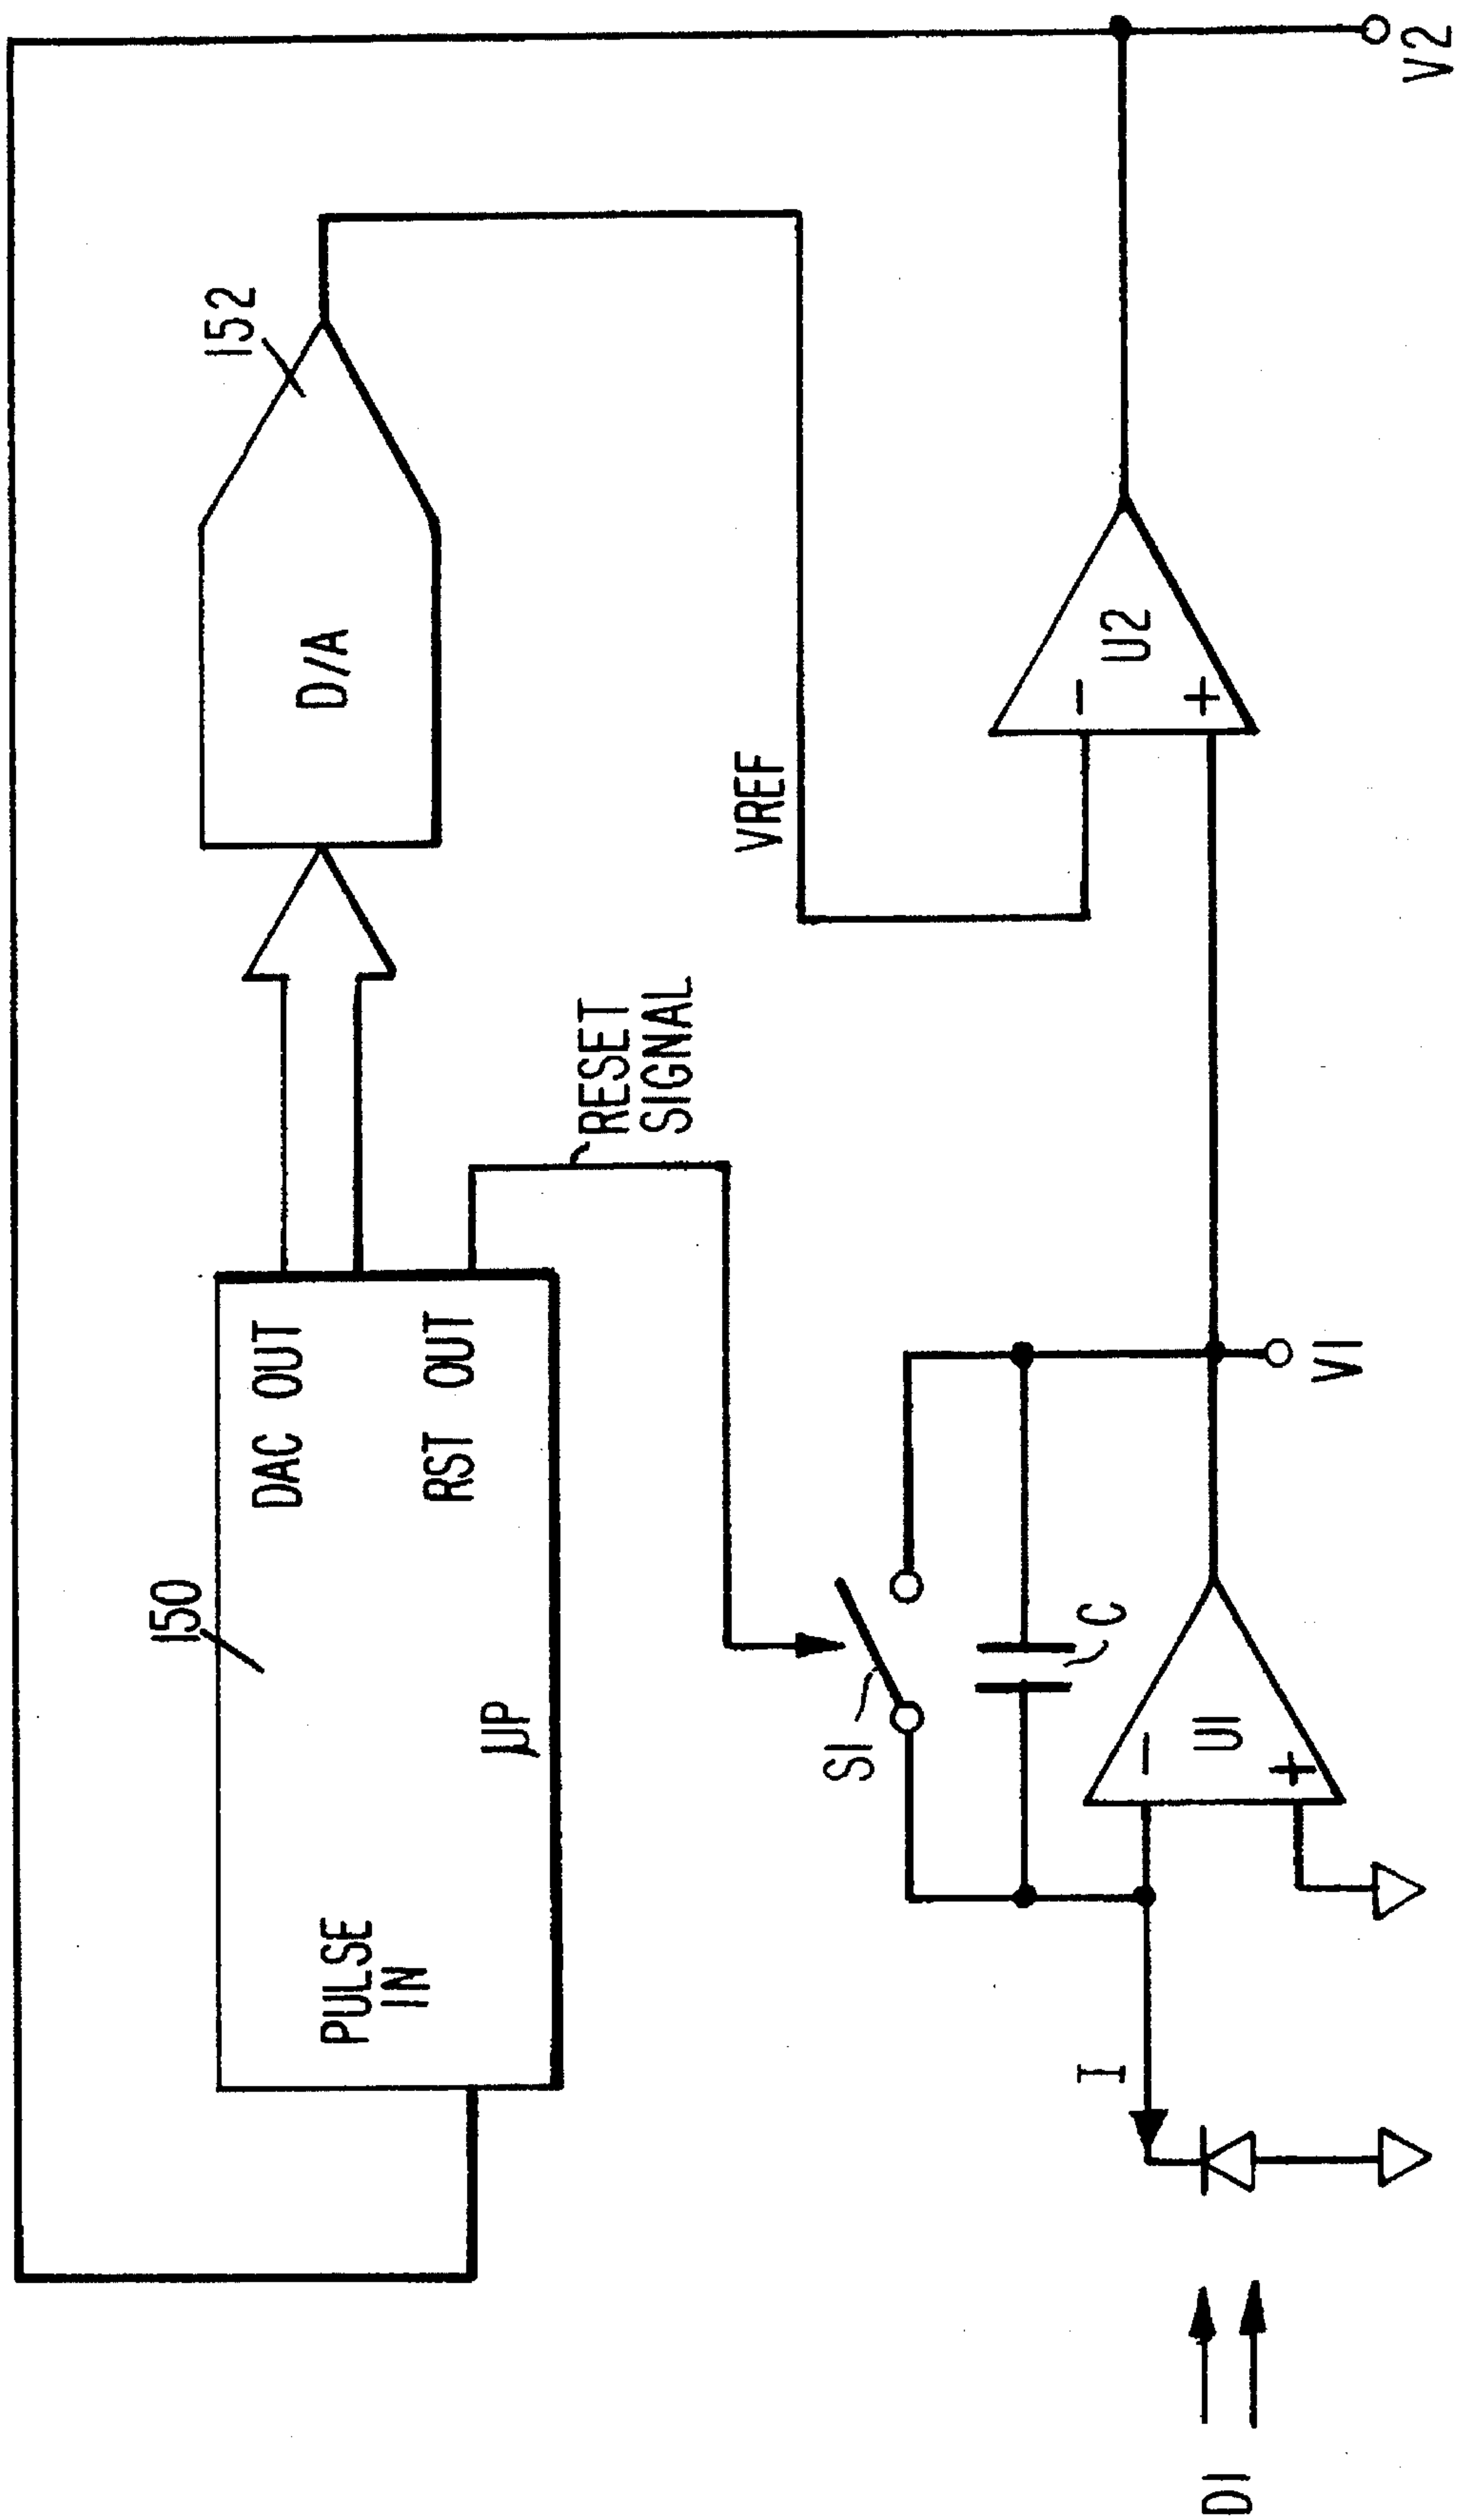 150
PULSE
IN
DAC OUT
RST OUT
μP
D/A
152
RESET
SIGNAL
VREF
S1
C
I
D1
-
U1
+
V1
-
U2
+
V2